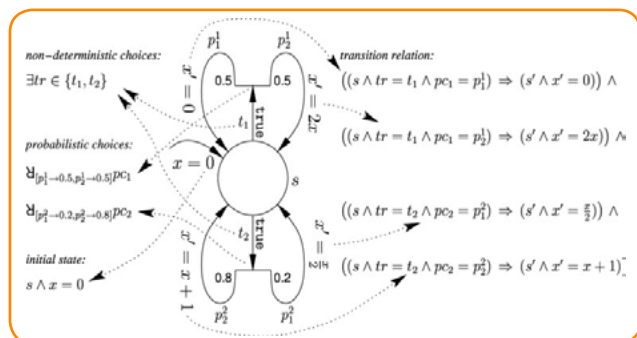 non-deterministic choices:
∃tr ∈ {t₁, t₂}
probabilistic choices:
ꓤ[p₁¹→0.5,p₂¹→0.5]pc₁
ꓤ[p₁²→0.2,p₂²→0.8]pc₂
initial state:
s ∧ x = 0
p₁¹
p₂¹
0.5
0.5
x′ = 0
x′ = 2x
t₁
true
x = 0
s
t₂
true
x′ = x + 1
x′ = x/2
0.8
0.2
p₂²
p₁²
transition relation:
((s ∧ tr = t₁ ∧ pc₁ = p₁¹) ⇒ (s′ ∧ x′ = 0)) ∧
((s ∧ tr = t₁ ∧ pc₁ = p₂¹) ⇒ (s′ ∧ x′ = 2x)) ∧
((s ∧ tr = t₂ ∧ pc₂ = p₁²) ⇒ (s′ ∧ x′ = x/2)) ∧
((s ∧ tr = t₂ ∧ pc₂ = p₂²) ⇒ (s′ ∧ x′ = x + 1)